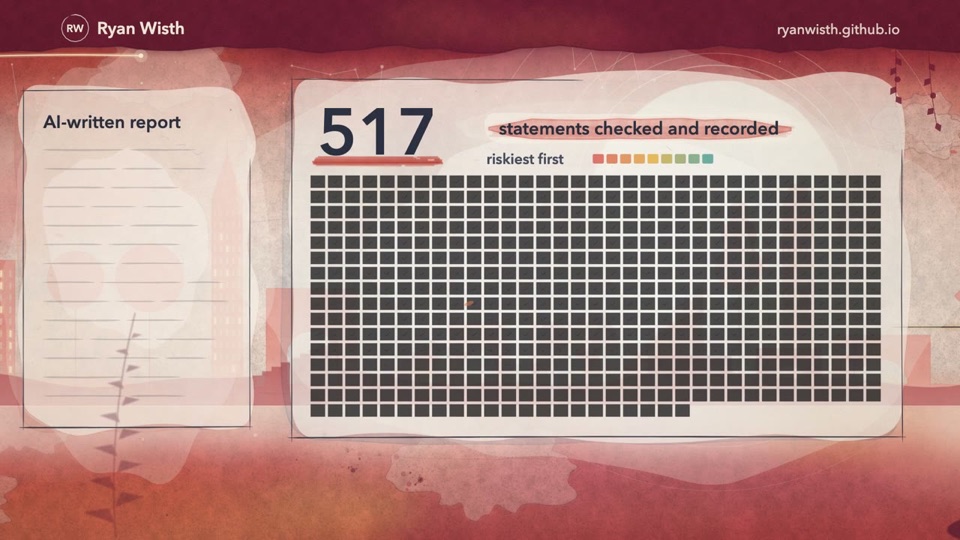 RW Ryan Wisth
ryanwisth.github.io
AI-written report
517
statements checked and recorded
riskiest first